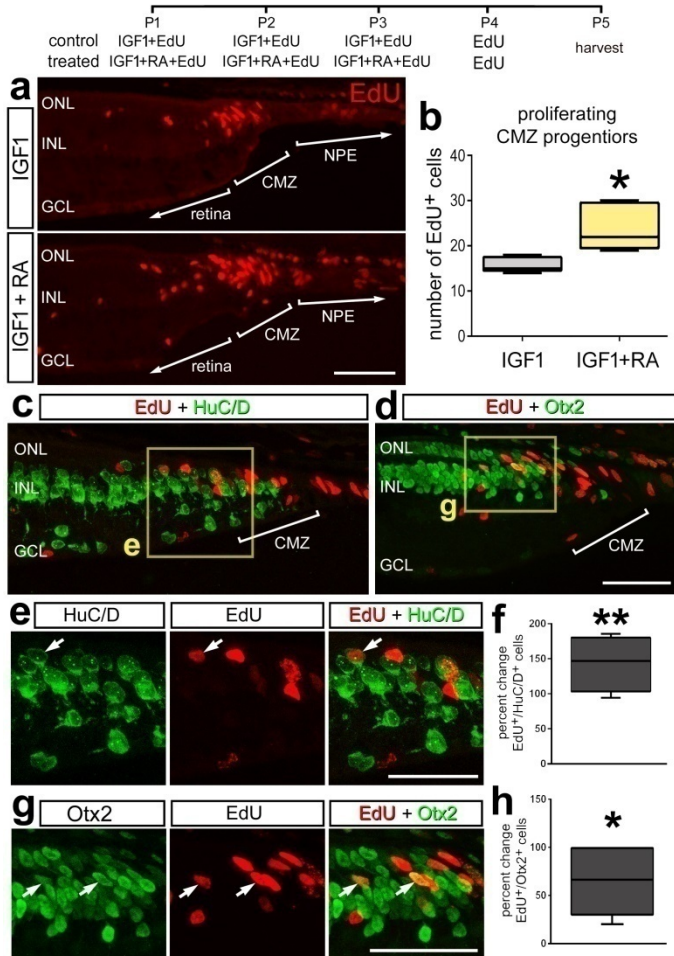 P1 P2 P3 P4 P5
control IGF1+EdU IGF1+EdU IGF1+EdU EdU harvest
treated IGF1+RA+EdU IGF1+RA+EdU IGF1+RA+EdU EdU
a
IGF1
EdU
ONL
INL
GCL
retina
CMZ
NPE
IGF1 + RA
ONL
INL
GCL
retina
CMZ
NPE
b
proliferating
CMZ progentiors
number of EdU+ cells
40
30
20
10
0
*
IGF1 IGF1+RA
c
EdU + HuC/D
ONL
INL
GCL
e
CMZ
d
EdU + Otx2
ONL
INL
GCL
g
CMZ
e
HuC/D EdU EdU + HuC/D
f
percent change
EdU+/HuC/D+ cells
200
150
100
50
0
**
g
Otx2 EdU EdU + Otx2
h
percent change
EdU+/Otx2+ cells
150
100
50
0
*